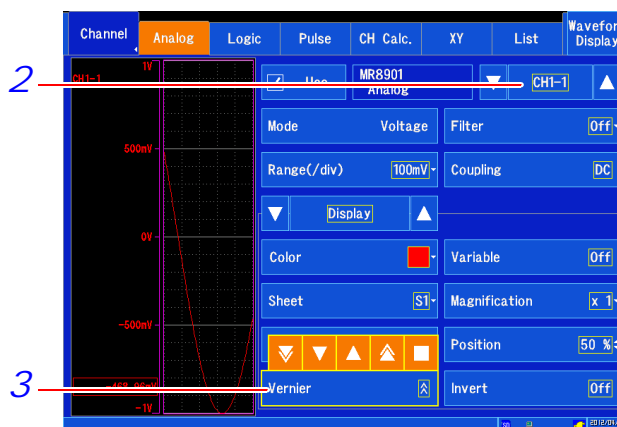 Channel Analog Logic Pulse CH Calc. XY List Wavefor
Display
2
3
1V
CH1-1
500mV
0V
-500mV
-1V
Use
MR8901
Analog
CH1-1
Mode Voltage
Filter Off
Range(/div) 100mV
Coupling DC
Display
Color
Variable Off
Sheet S1
Magnification x 1
Position 50 %
Vernier
Invert Off